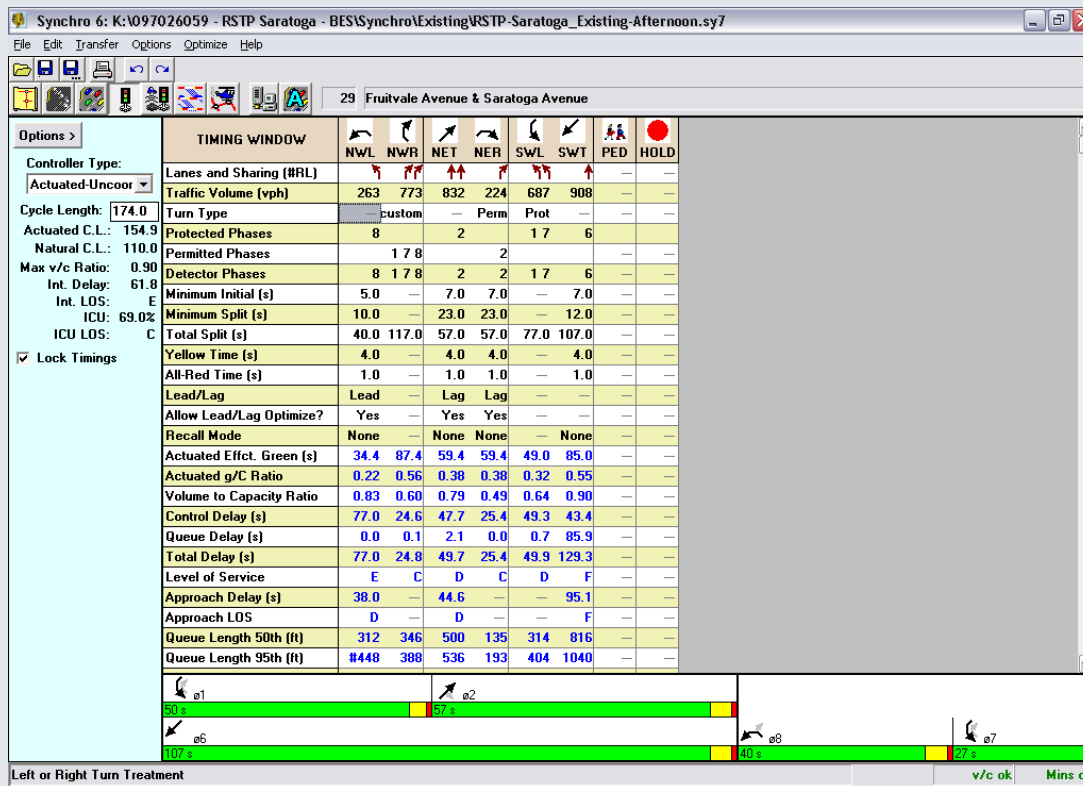 Synchro 6: K:\097026059 - RSTP Saratoga - BES\Synchro\Existing\RSTP-Saratoga_Existing-Afternoon.sy7
File Edit Transfer Options Optimize Help
29 Fruitvale Avenue & Saratoga Avenue
Options >
Controller Type:
Actuated-Uncoor
Cycle Length: 174.0
Actuated C.L.: 154.9
Natural C.L.: 110.0
Max v/c Ratio: 0.90
Int. Delay: 61.8
Int. LOS: E
ICU: 69.0%
ICU LOS: C
Lock Timings
TIMING WINDOW NWL NWR NET NER SWL SWT PED HOLD
Lanes and Sharing (#RL) — —
Traffic Volume (vph) 263 773 832 224 687 908 — —
Turn Type — custom — Perm Prot — — —
Protected Phases 8 2 1 7 6 — —
Permitted Phases 1 7 8 2 — —
Detector Phases 8 1 7 8 2 2 1 7 6 — —
Minimum Initial (s) 5.0 — 7.0 7.0 — 7.0 — —
Minimum Split (s) 10.0 — 23.0 23.0 — 12.0 — —
Total Split (s) 40.0 117.0 57.0 57.0 77.0 107.0 — —
Yellow Time (s) 4.0 — 4.0 4.0 — 4.0 — —
All-Red Time (s) 1.0 — 1.0 1.0 — 1.0 — —
Lead/Lag Lead — Lag Lag — — — —
Allow Lead/Lag Optimize? Yes — Yes Yes — — — —
Recall Mode None — None None — None — —
Actuated Effct. Green (s) 34.4 87.4 59.4 59.4 49.0 85.0 — —
Actuated g/C Ratio 0.22 0.56 0.38 0.38 0.32 0.55 — —
Volume to Capacity Ratio 0.83 0.60 0.79 0.49 0.64 0.90 — —
Control Delay (s) 77.0 24.6 47.7 25.4 49.3 43.4 — —
Queue Delay (s) 0.0 0.1 2.1 0.0 0.7 85.9 — —
Total Delay (s) 77.0 24.8 49.7 25.4 49.9 129.3 — —
Level of Service E C D C D F — —
Approach Delay (s) 38.0 — 44.6 — — 95.1 — —
Approach LOS D — D — — F — —
Queue Length 50th (ft) 312 346 500 135 314 816 — —
Queue Length 95th (ft) #448 388 536 193 404 1040 — —
ø1 ø2
50 s 57 s
ø6 ø8 ø7
107 s 40 s 27 s
Left or Right Turn Treatment v/c ok Mins